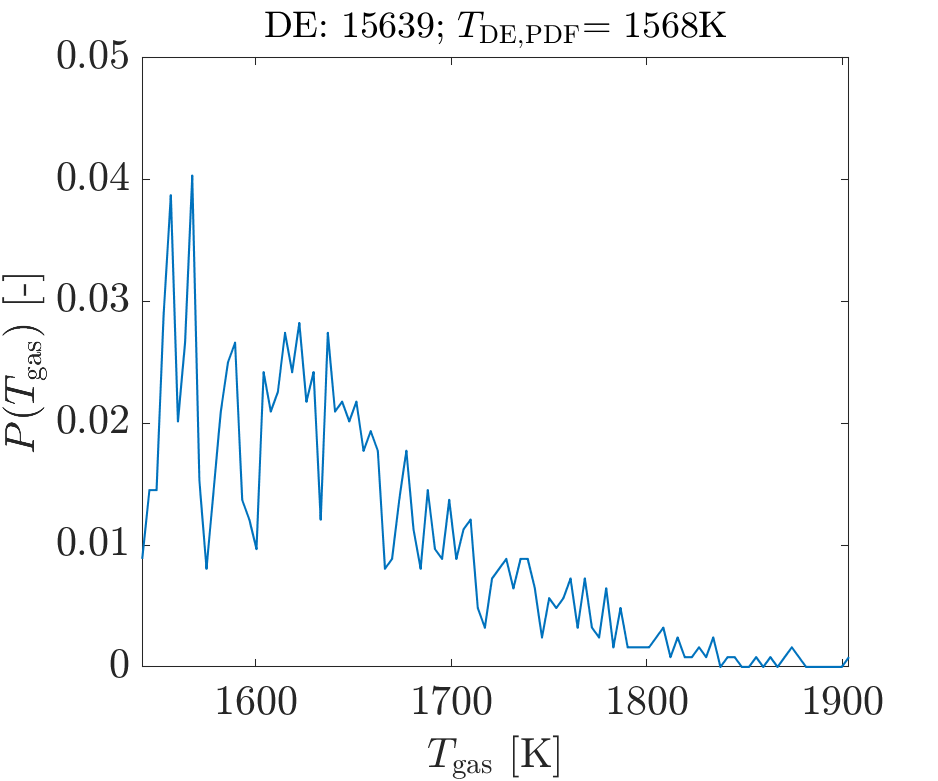 DE: 15639; T_DE,PDF= 1568K
0.05
0.04
0.03
0.02
0.01
0
P(T_gas) [-]
1600 1700 1800 1900
T_gas [K]